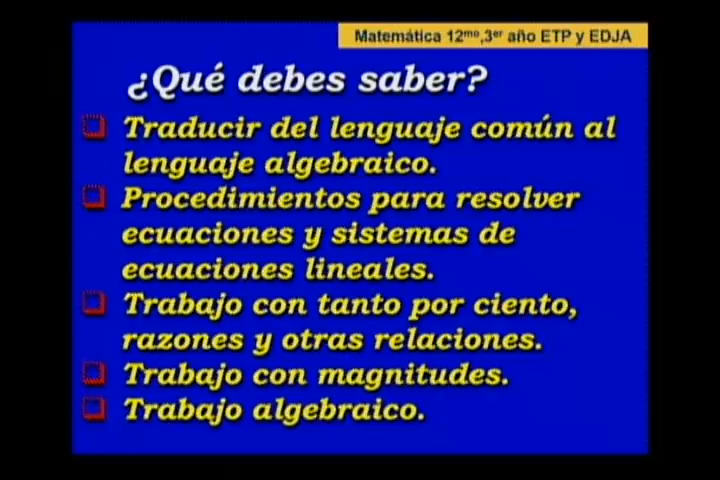 Matemática 12mo,3er año ETP y EDJA
¿Qué debes saber?
Traducir del lenguaje común al
lenguaje algebraico.
Procedimientos para resolver
ecuaciones y sistemas de
ecuaciones lineales.
Trabajo con tanto por ciento,
razones y otras relaciones.
Trabajo con magnitudes.
Trabajo algebraico.